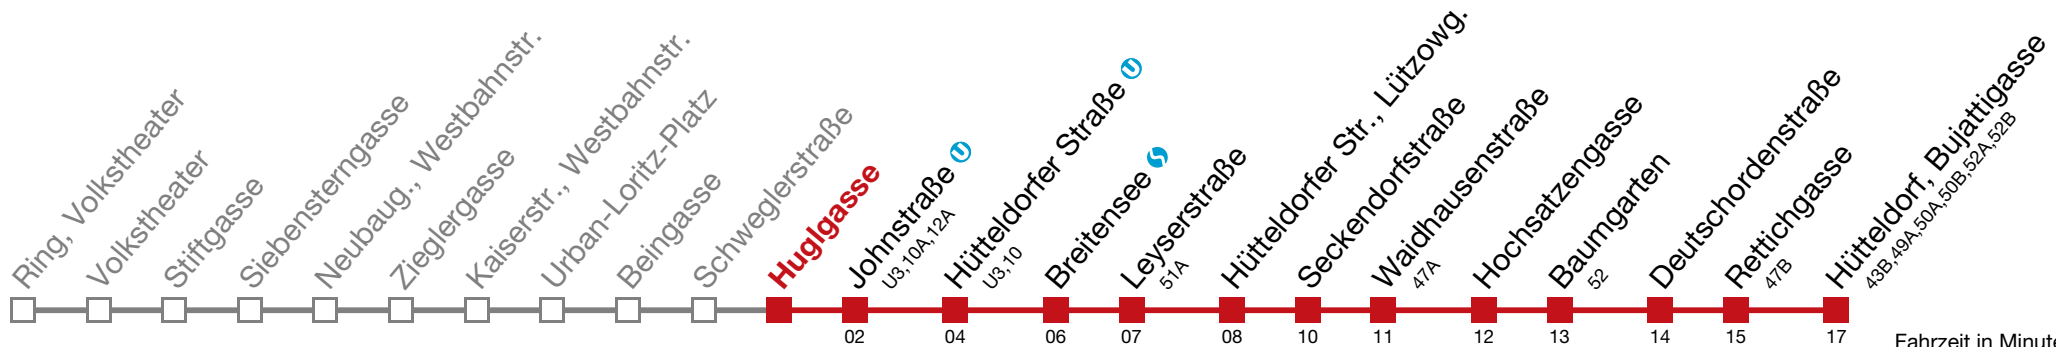 Ring, Volkstheater
Volkstheater
Stiftgasse
Siebensterngasse
Neubaug., Westbahnstr.
Zieglergasse
Kaiserstr., Westbahnstr.
Urban-Loritz-Platz
Beingasse
Schweglerstraße
Huglgasse
Johnstraße U
U3,10A,12A
02
Hütteldorfer Straße U
U3,10
04
Breitensee S
06
Leyserstraße
51A
07
Hütteldorfer Str., Lützowg.
08
Seckendorfstraße
10
Waidhausenstraße
47A
11
Hochsatzengasse
12
Baumgarten
52
13
Deutschordenstraße
14
Rettichgasse
47B
15
Hütteldorf, Bujattigasse
43B,49A,50A,50B,52A,52B
17
Fahrzeit in Minute